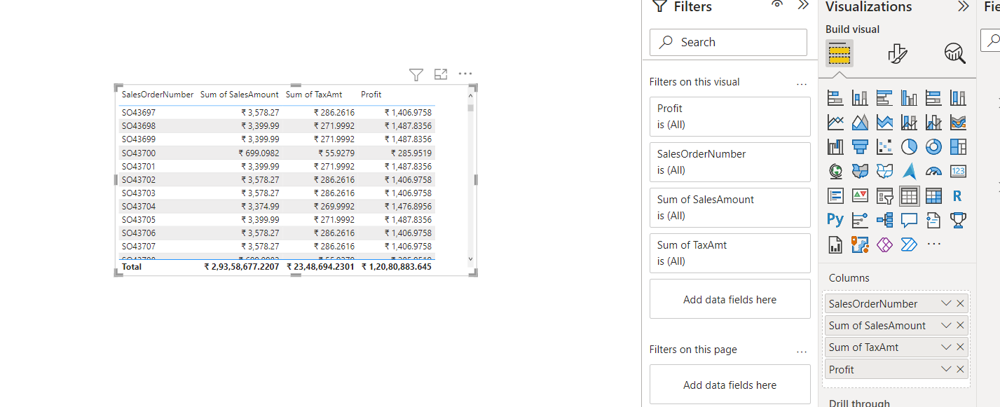 SalesOrderNumber Sum of SalesAmount Sum of TaxAmt Profit
SO43697 ₹ 3,578.27 ₹ 286.2616 ₹ 1,406.9758
SO43698 ₹ 3,399.99 ₹ 271.9992 ₹ 1,487.8356
SO43699 ₹ 3,399.99 ₹ 271.9992 ₹ 1,487.8356
SO43700 ₹ 699.0982 ₹ 55.9279 ₹ 285.9519
SO43701 ₹ 3,399.99 ₹ 271.9992 ₹ 1,487.8356
SO43702 ₹ 3,578.27 ₹ 286.2616 ₹ 1,406.9758
SO43703 ₹ 3,578.27 ₹ 286.2616 ₹ 1,406.9758
SO43704 ₹ 3,374.99 ₹ 269.9992 ₹ 1,476.8956
SO43705 ₹ 3,399.99 ₹ 271.9992 ₹ 1,487.8356
SO43706 ₹ 3,578.27 ₹ 286.2616 ₹ 1,406.9758
SO43707 ₹ 3,578.27 ₹ 286.2616 ₹ 1,406.9758
Total ₹ 2,93,58,677.2207 ₹ 23,48,694.2301 ₹ 1,20,80,883.645
Filters
Search
Filters on this visual
Profit
is (All)
SalesOrderNumber
is (All)
Sum of SalesAmount
is (All)
Sum of TaxAmt
is (All)
Add data fields here
Filters on this page
Add data fields here
Visualizations
Build visual
123
R
Py
Columns
SalesOrderNumber
Sum of SalesAmount
Sum of TaxAmt
Profit
Drill through